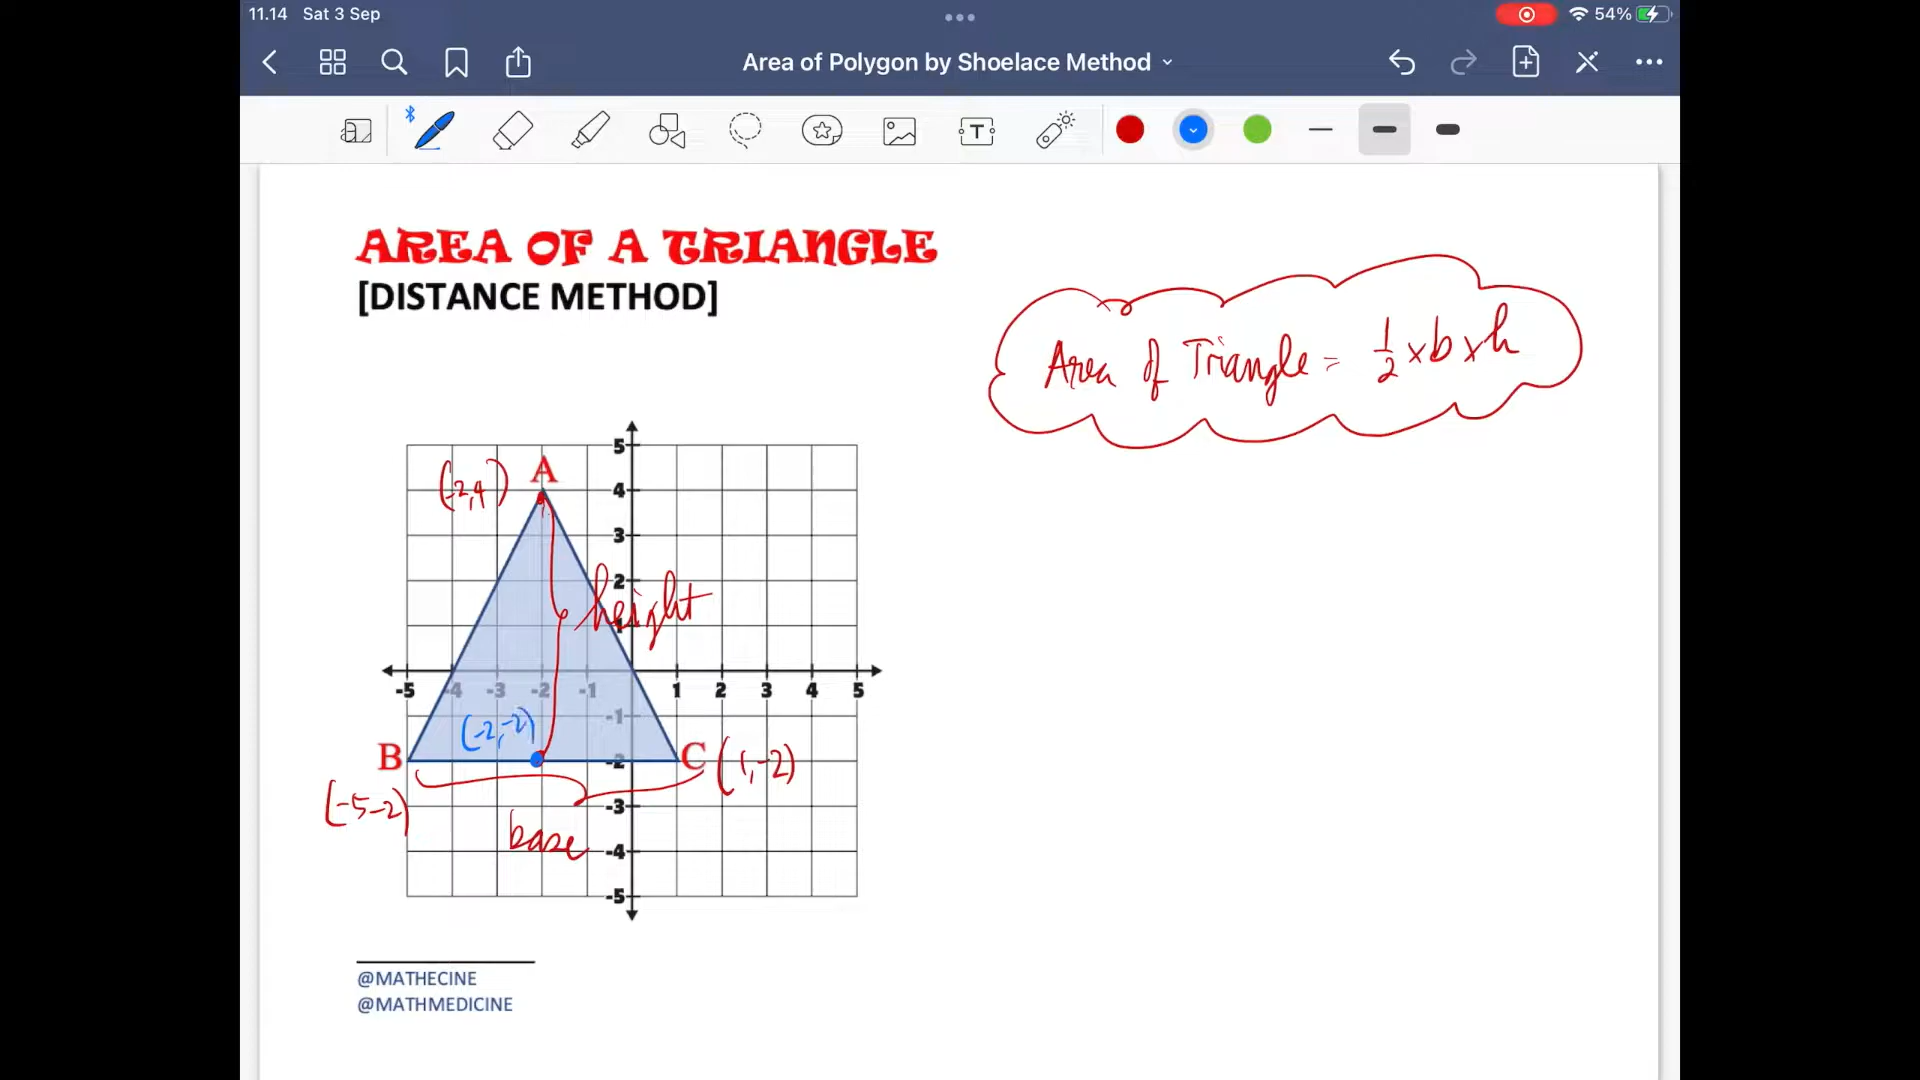 11.14 Sat 3 Sep
54%
Area of Polygon by Shoelace Method
AREA OF A TRIANGLE
[DISTANCE METHOD]
Area of Triangle = 1/2 × b × h
5
(-2,4)
A
4
3
2
height
1
-5 -4 -3 -2 -1 1 2 3 4 5
-1
(-2,-2)
B
-2
C
(1,-2)
(-5-2)
-3
base
-4
-5
@MATHECINE
@MATHMEDICINE